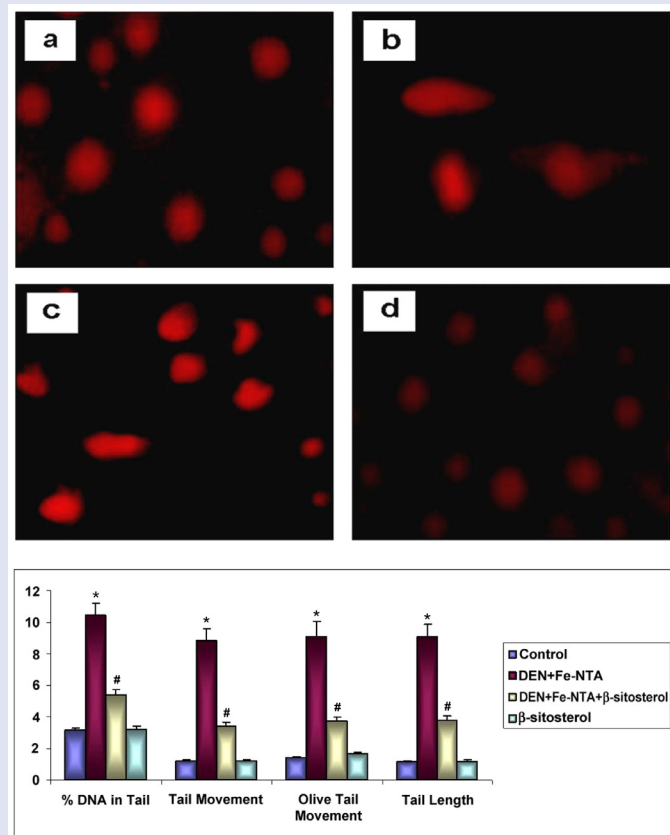 a
b
c
d
12
10
8
6
4
2
0
*
#
*
#
*
#
*
#
% DNA in Tail
Tail Movement
Olive Tail
Movement
Tail Length
Control
DEN+Fe-NTA
DEN+Fe-NTA+β-sitosterol
β-sitosterol